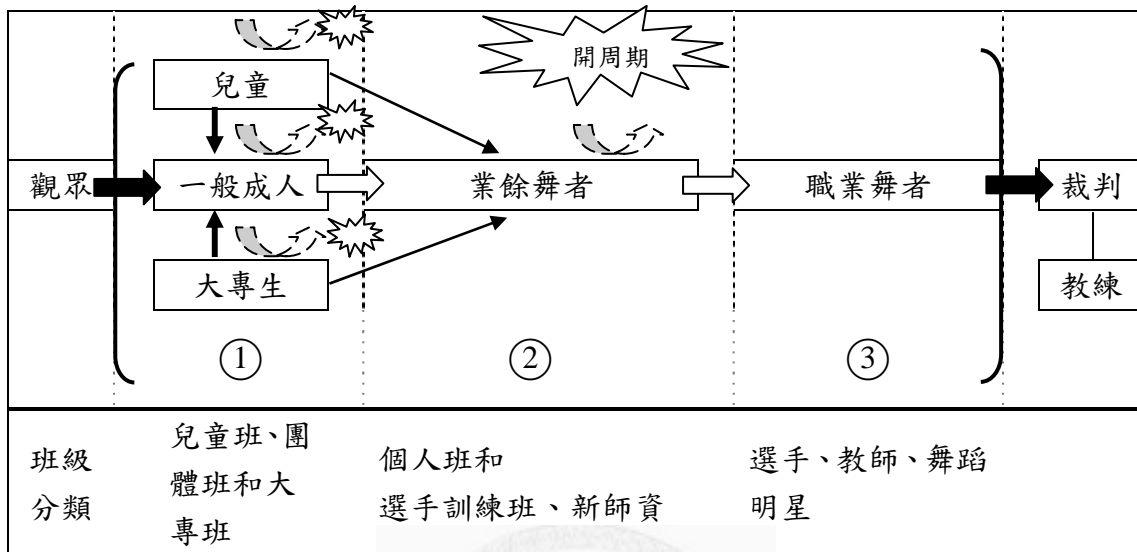 開周期
兒童
觀眾
一般成人
業餘舞者
職業舞者
裁判
大專生
教練
①
②
③
班級
分類
兒童班、團
體班和大
專班
個人班和
選手訓練班、新師資
選手、教師、舞蹈
明星